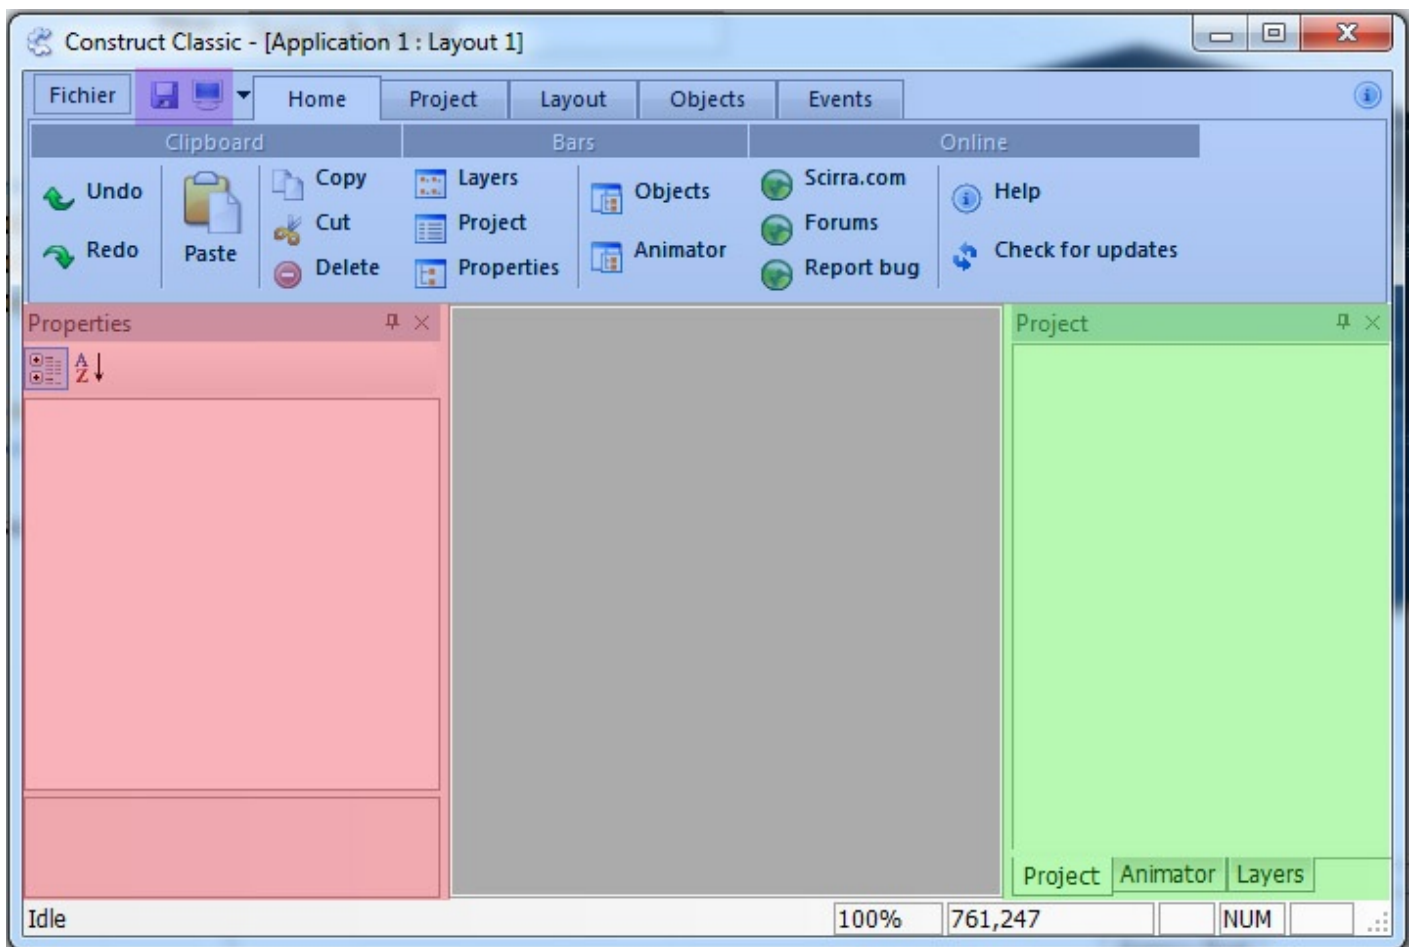 Construct Classic - [Application 1 : Layout 1]
Fichier Home Project Layout Objects Events
Clipboard Bars Online
Undo Copy Layers Objects Scirra.com Help
Paste Cut Project Forums
Redo Delete Properties Animator Report bug Check for updates
Properties Project
A
Z
Project Animator Layers
Idle 100% 761,247 NUM